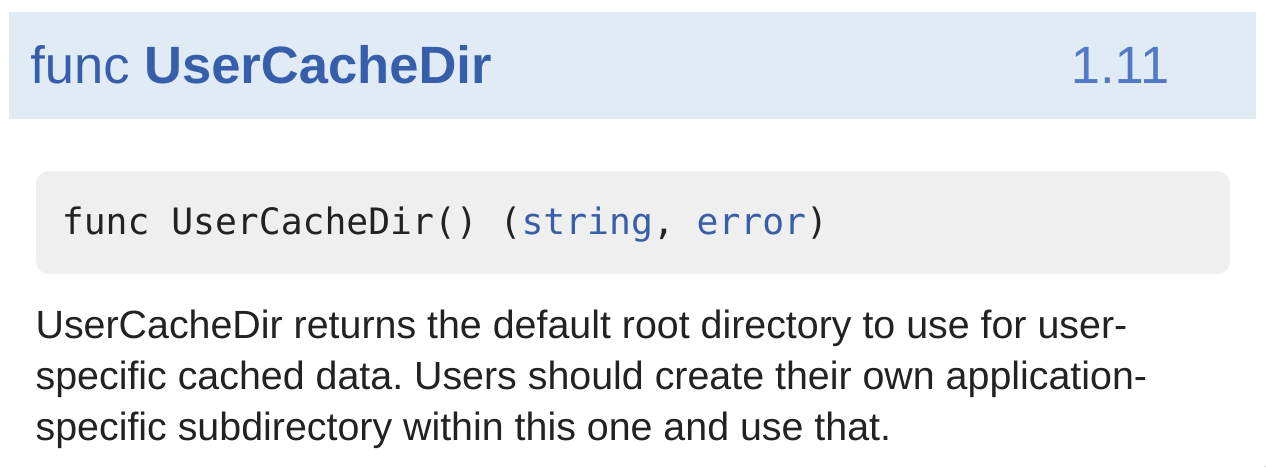 func UserCacheDir 1.11
func UserCacheDir() (string, error)
UserCacheDir returns the default root directory to use for user-
specific cached data. Users should create their own application-
specific subdirectory within this one and use that.